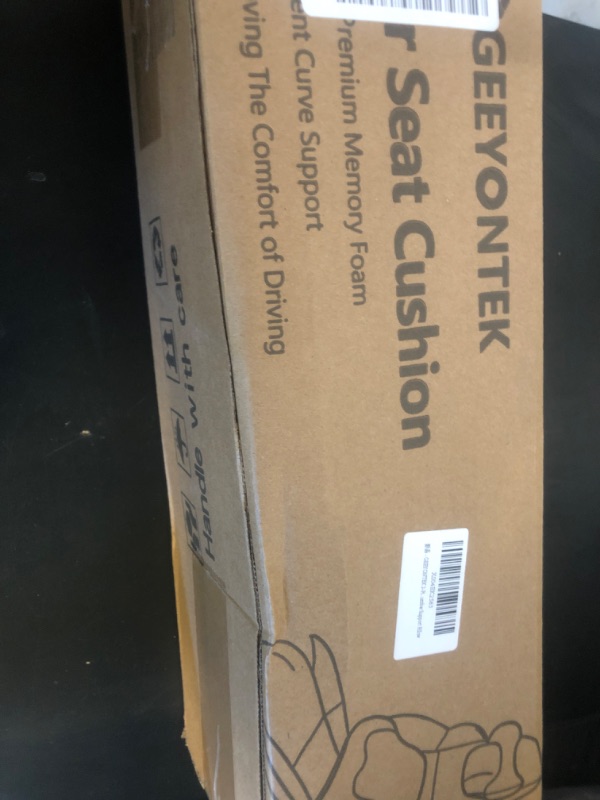 GEEYONTEK
r Seat Cushion
Premium Memory Foam
ent Curve Support
ving The Comfort of Driving
Handle with care